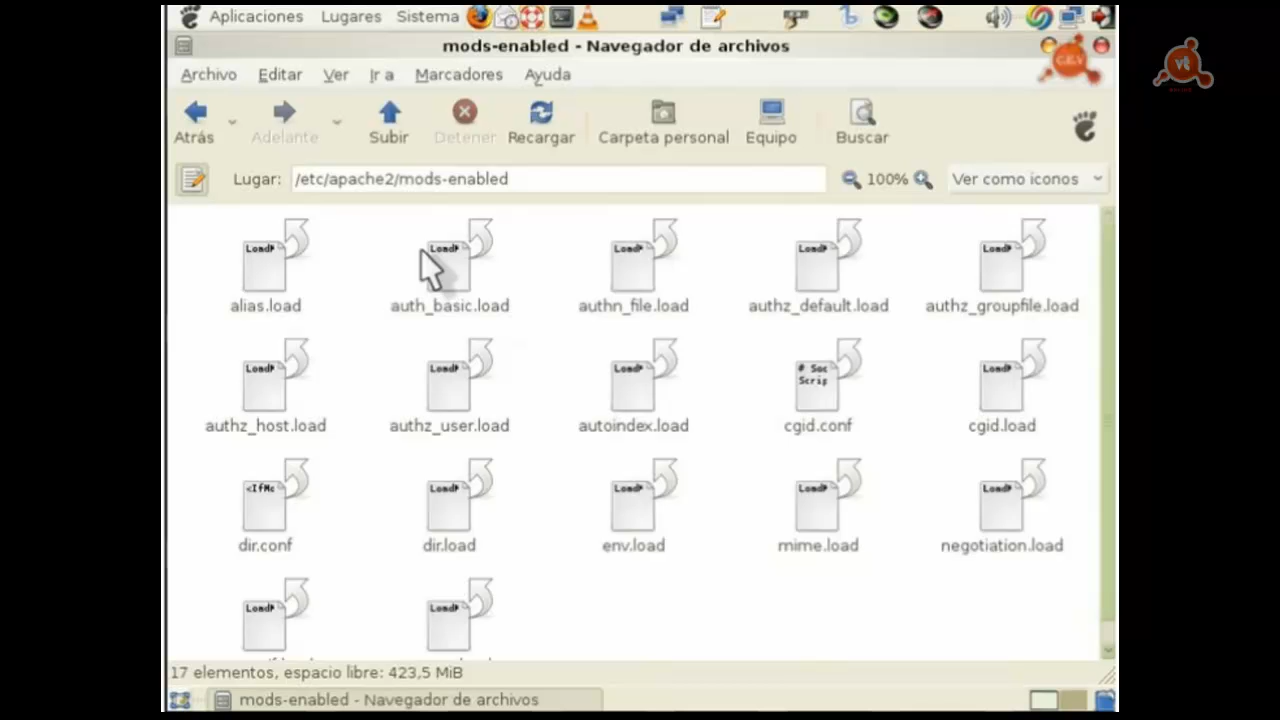 Aplicaciones Lugares Sistema
mods-enabled - Navegador de archivos
Archivo Editar Ver Ir a Marcadores Ayuda
Atrás Adelante Subir Detener Recargar Carpeta personal Equipo Buscar
Lugar: /etc/apache2/mods-enabled 100% Ver como iconos
alias.load auth_basic.load authn_file.load authz_default.load authz_groupfile.load
authz_host.load authz_user.load autoindex.load cgid.conf cgid.load
dir.conf dir.load env.load mime.load negotiation.load
17 elementos, espacio libre: 423,5 MiB
mods-enabled - Navegador de archivos